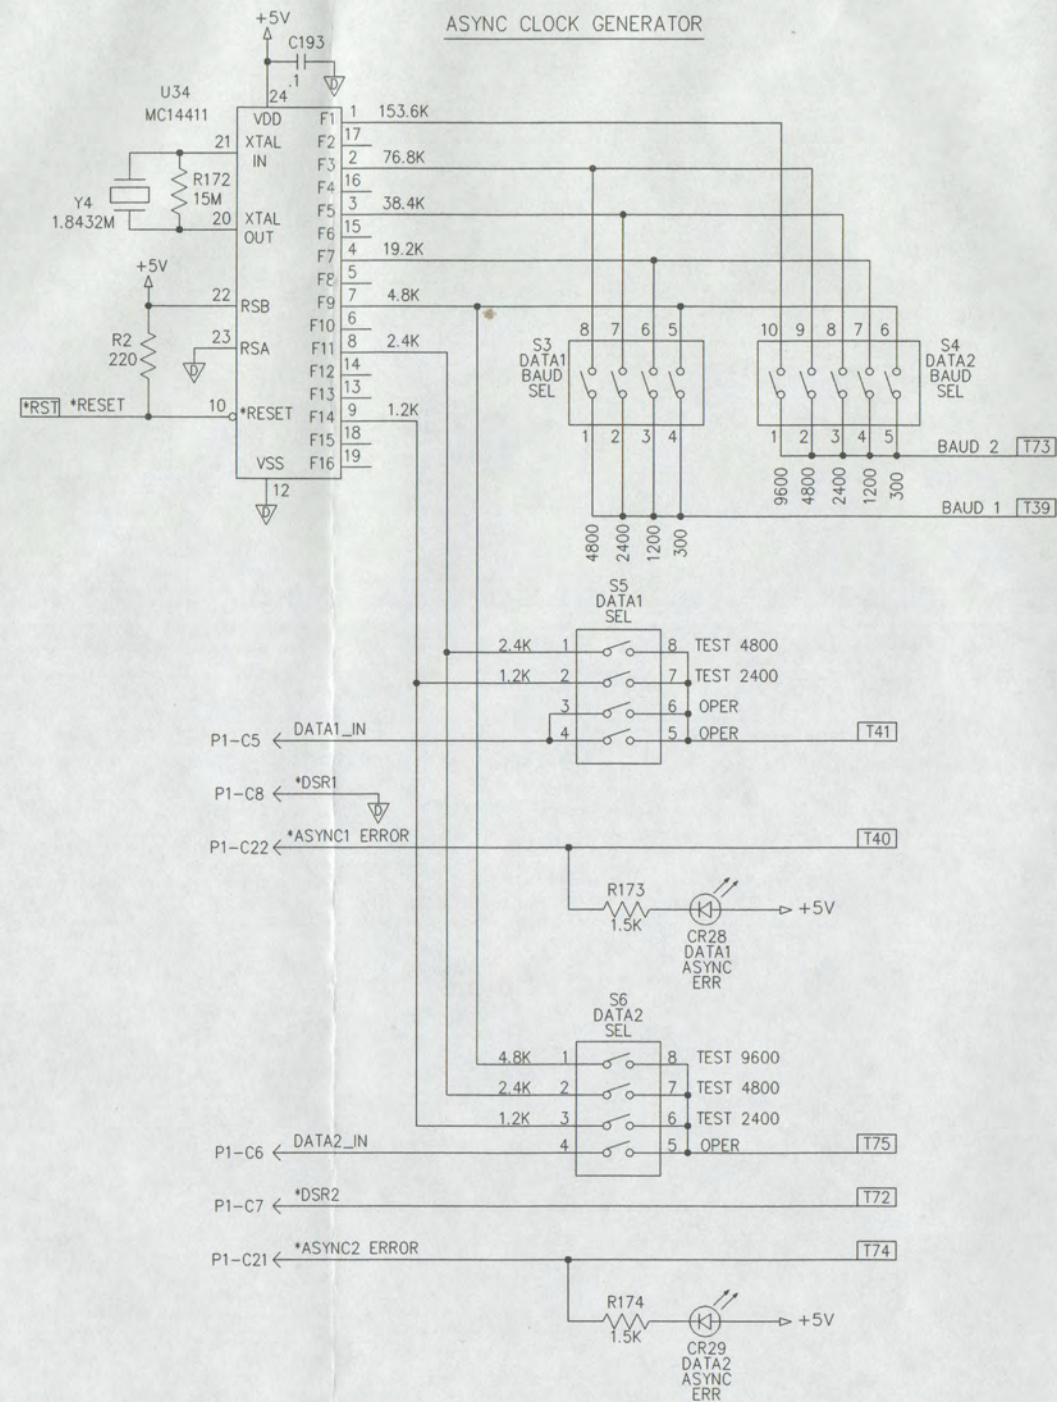 ASYNC CLOCK GENERATOR
+5V
C193
.1
D
U34
MC14411
24
VDD
21
XTAL
IN
R172
15M
Y4
1.8432M
20
XTAL
OUT
+5V
22
RSB
23
RSA
D
R2
220
*RST
*RESET
10
*RESET
VSS
12
D
F1 1 153.6K
F2 17
F3 2 76.8K
F4 16
F5 3 38.4K
F6 15
F7 4 19.2K
F8 5
F9 7 4.8K
F10 6
F11 8 2.4K
F12 14
F13 13
F14 9 1.2K
F15 18
F16 19
8 7 6 5
S3
DATA1
BAUD
SEL
1 2 3 4
4800
2400
1200
300
10 9 8 7 6
S4
DATA2
BAUD
SEL
1 2 3 4 5
9600
4800
2400
1200
300
BAUD 2 T73
BAUD 1 T39
S5
DATA1
SEL
2.4K 1 8 TEST 4800
1.2K 2 7 TEST 2400
3 6 OPER
P1-C5 DATA1_IN 4 5 OPER T41
P1-C8 *DSR1
D
P1-C22 *ASYNC1 ERROR T40
R173
1.5K
+5V
CR28
DATA1
ASYNC
ERR
S6
DATA2
SEL
4.8K 1 8 TEST 9600
2.4K 2 7 TEST 4800
1.2K 3 6 TEST 2400
P1-C6 DATA2_IN 4 5 OPER T75
P1-C7 *DSR2 T72
P1-C21 *ASYNC2 ERROR T74
R174
1.5K
+5V
CR29
DATA2
ASYNC
ERR